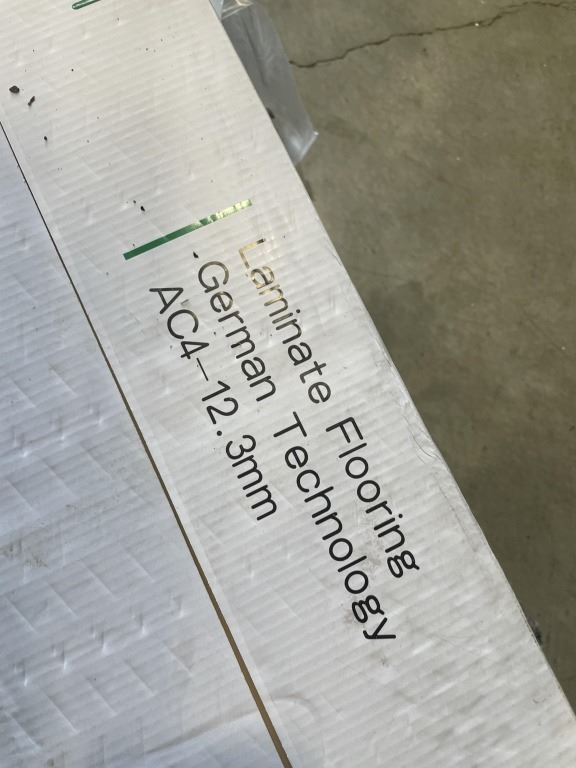 Laminate Flooring
German Technology
AC4-12.3mm